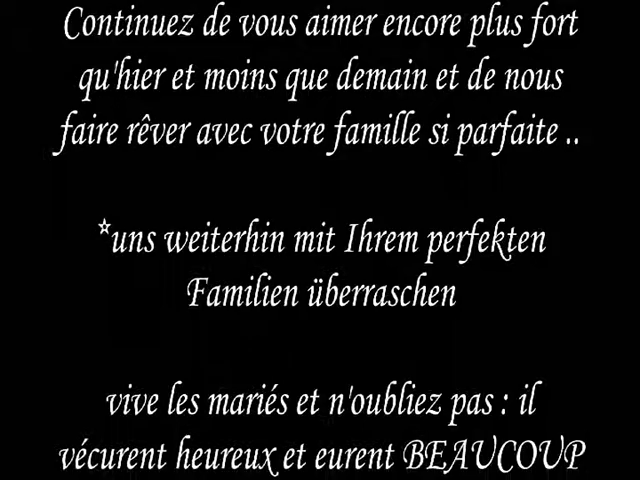 Continuez de vous aimer encore plus fort
qu'hier et moins que demain et de nous
faire rêver avec votre famille si parfaite ..
*uns weiterhin mit Ihrem perfekten
Familien überraschen
vive les mariés et n'oubliez pas : il
vécurent heureux et eurent BEAUCOUP